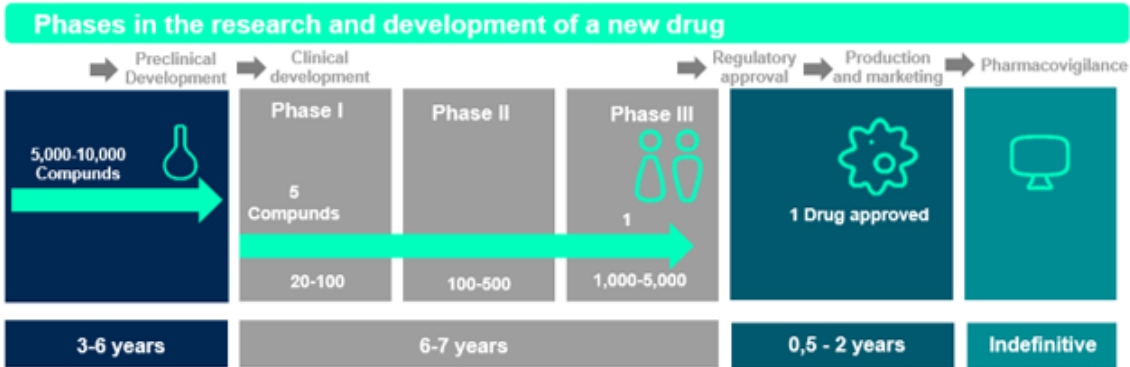 Phases in the research and development of a new drug
Preclinical
Development
Clinical
development
Regulatory
approval
Production
and marketing
Pharmacovigilance
5,000-10,000
Compunds
Phase I
5
Compunds
20-100
Phase II
100-500
Phase III
1
1,000-5,000
1 Drug approved
3-6 years
6-7 years
0,5 - 2 years
Indefinitive